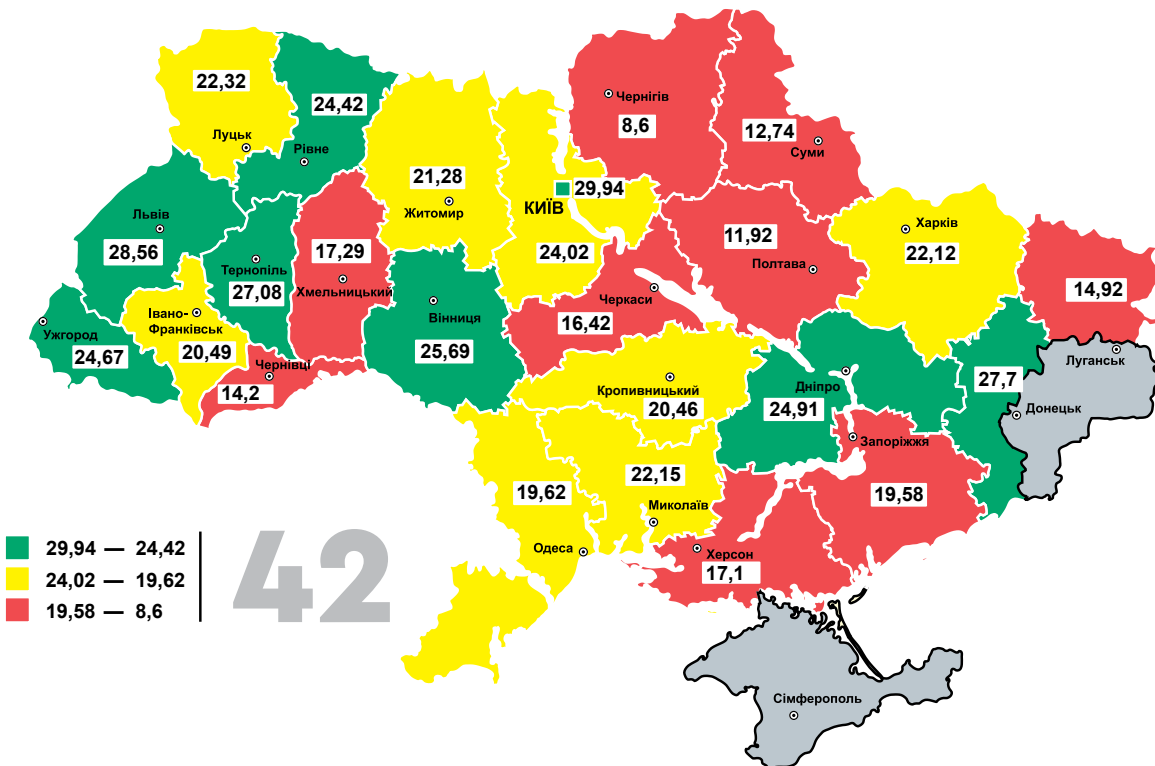 22,32
Луцьк
24,42
Рівне
Чернігів
8,6
12,74
Суми
21,28
Житомир
29,94
КИЇВ
24,02
Львів
28,56
Тернопіль
27,08
17,29
Хмельницький
11,92
Полтава
Харків
22,12
14,92
Луганськ
Ужгород
24,67
Івано-
Франківськ
20,49
Чернівці
14,2
Вінниця
25,69
Черкаси
16,42
Кропивницький
20,46
Дніпро
24,91
27,7
Донецьк
Запоріжжя
19,58
19,62
Одеса
22,15
Миколаїв
Херсон
17,1
Сімферополь
29,94 — 24,42
24,02 — 19,62
19,58 — 8,6
42